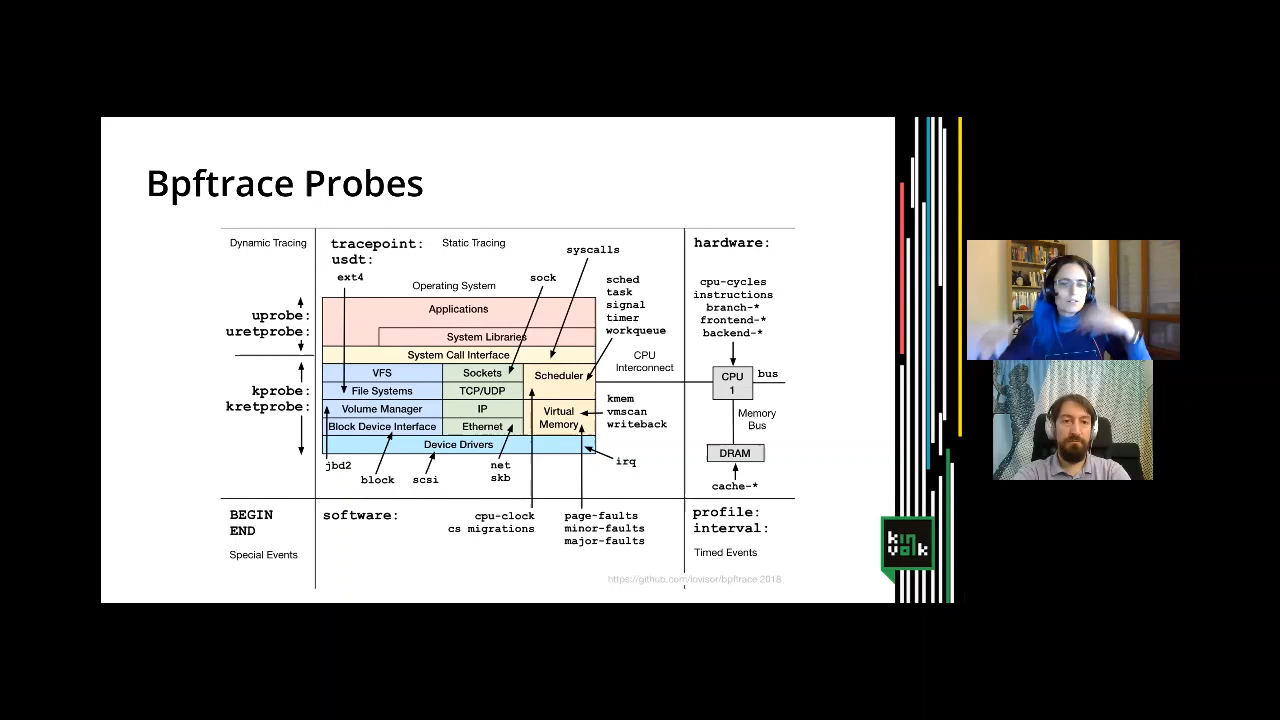 Bpftrace Probes
Dynamic Tracing
tracepoint:
usdt:
Static Tracing
syscalls
hardware:
ext4
sock
Operating System
sched
task
signal
timer
workqueue
cpu-cycles
instructions
branch-*
frontend-*
backend-*
uprobe:
uretprobe:
Applications
System Libraries
System Call Interface
CPU
Interconnect
kprobe:
kretprobe:
VFS
Sockets
Scheduler
File Systems
TCP/UDP
Volume Manager
IP
Virtual
Memory
Block Device Interface
Ethernet
Device Drivers
kmem
vmscan
writeback
CPU
1
bus
Memory
Bus
DRAM
cache-*
jbd2
block
scsi
net
skb
irq
BEGIN
END
Special Events
software:
cpu-clock
cs migrations
page-faults
minor-faults
major-faults
profile:
interval:
Timed Events
https://github.com/iovisor/bpftrace 2018
kin
volk